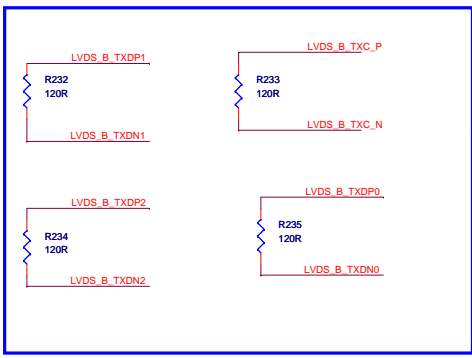 LVDS_B_TXDP1
R232
120R
LVDS_B_TXDN1
LVDS_B_TXC_P
R233
120R
LVDS_B_TXC_N
LVDS_B_TXDP2
R234
120R
LVDS_B_TXDN2
LVDS_B_TXDP0
R235
120R
LVDS_B_TXDN0